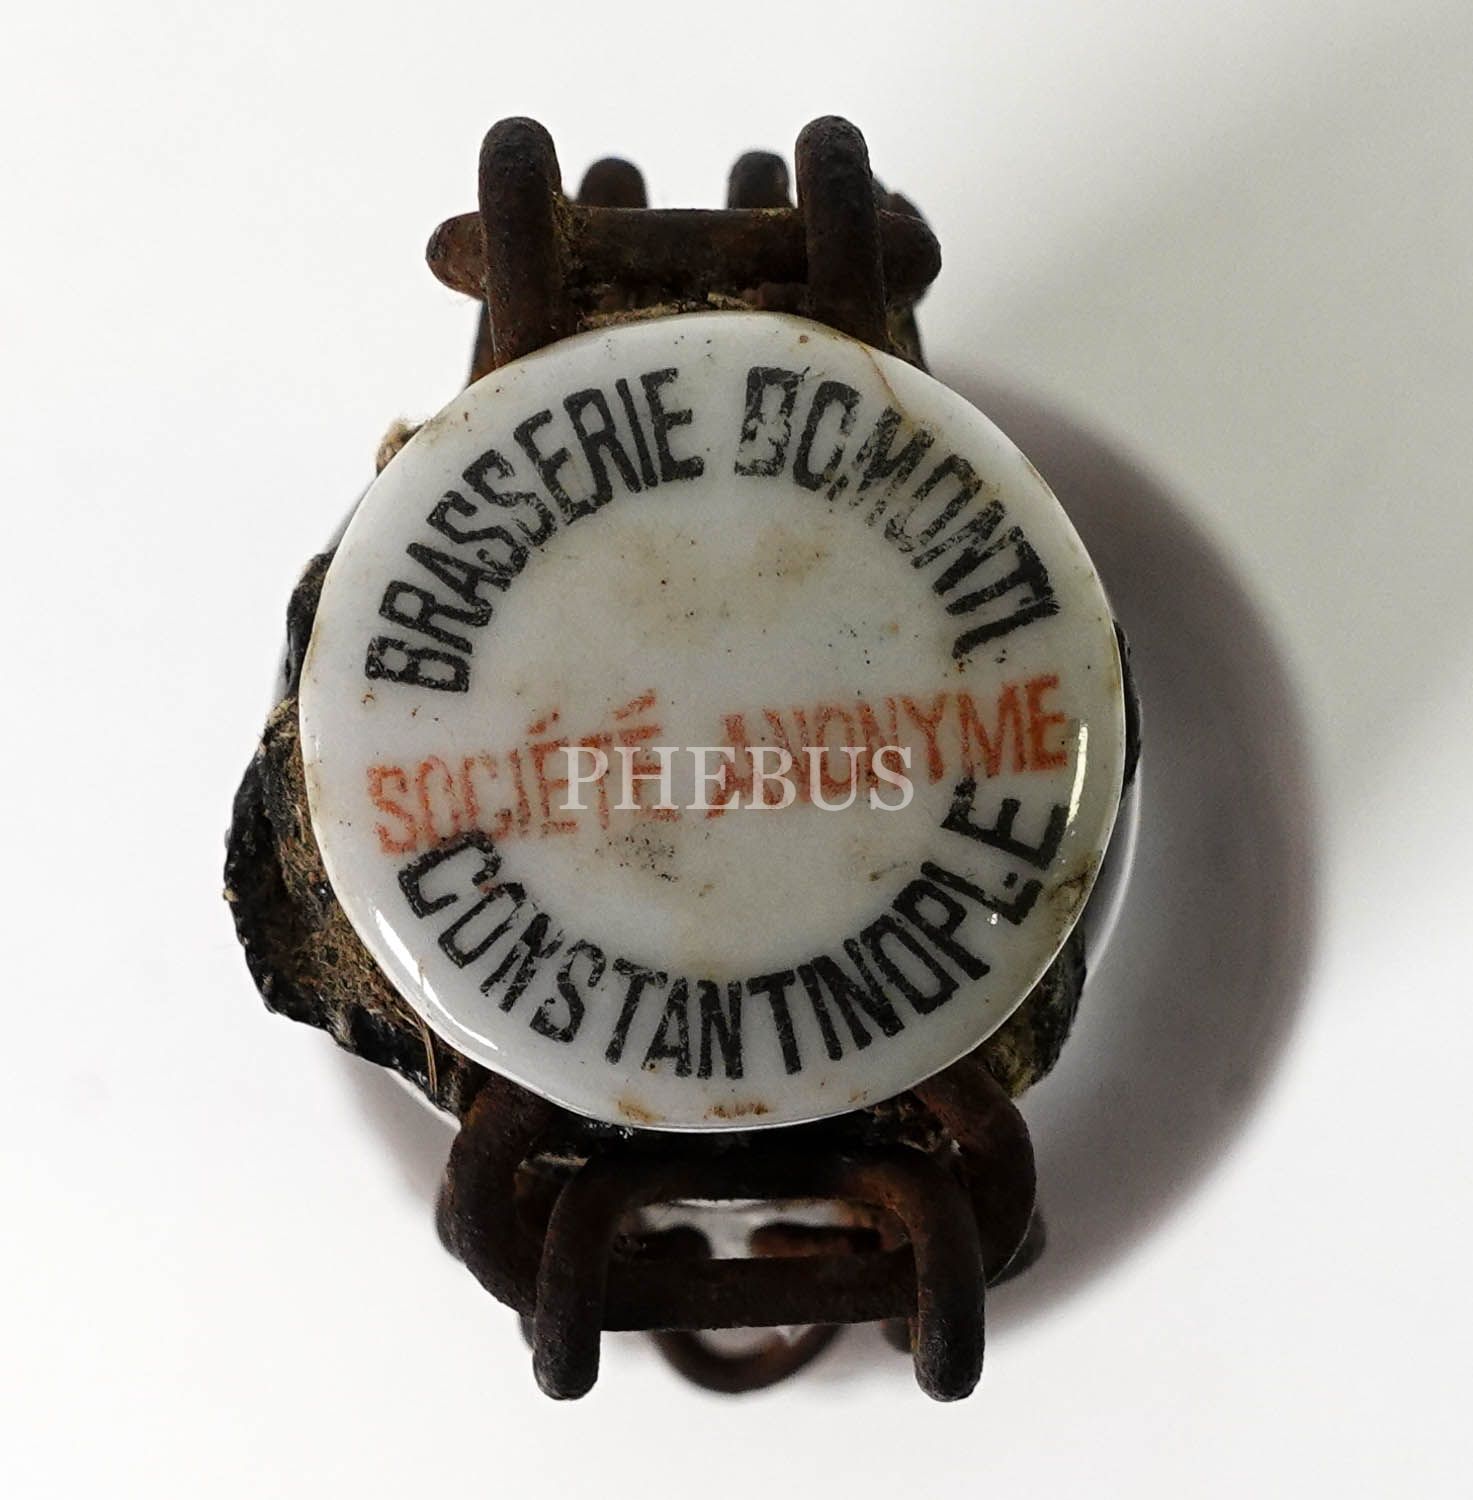 BRASSERIE BOMONTI
SOCIÉTÉ ANONYME
PHEBUS
CONSTANTINOPLE